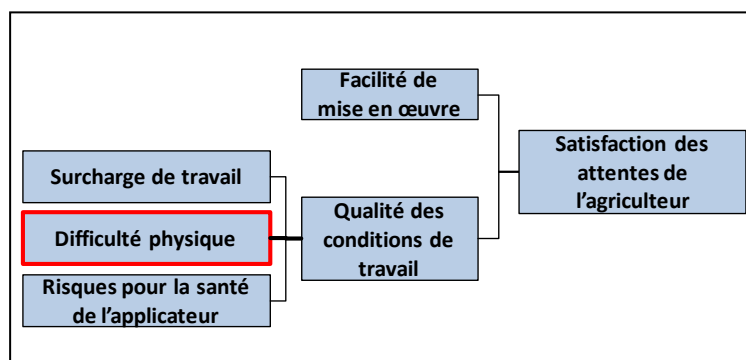 Facilité de
mise en œuvre
Satisfaction des
attentes de
l’agriculteur
Surcharge de travail
Difficulté physique
Qualité des
conditions de
travail
Risques pour la santé
de l’applicateur